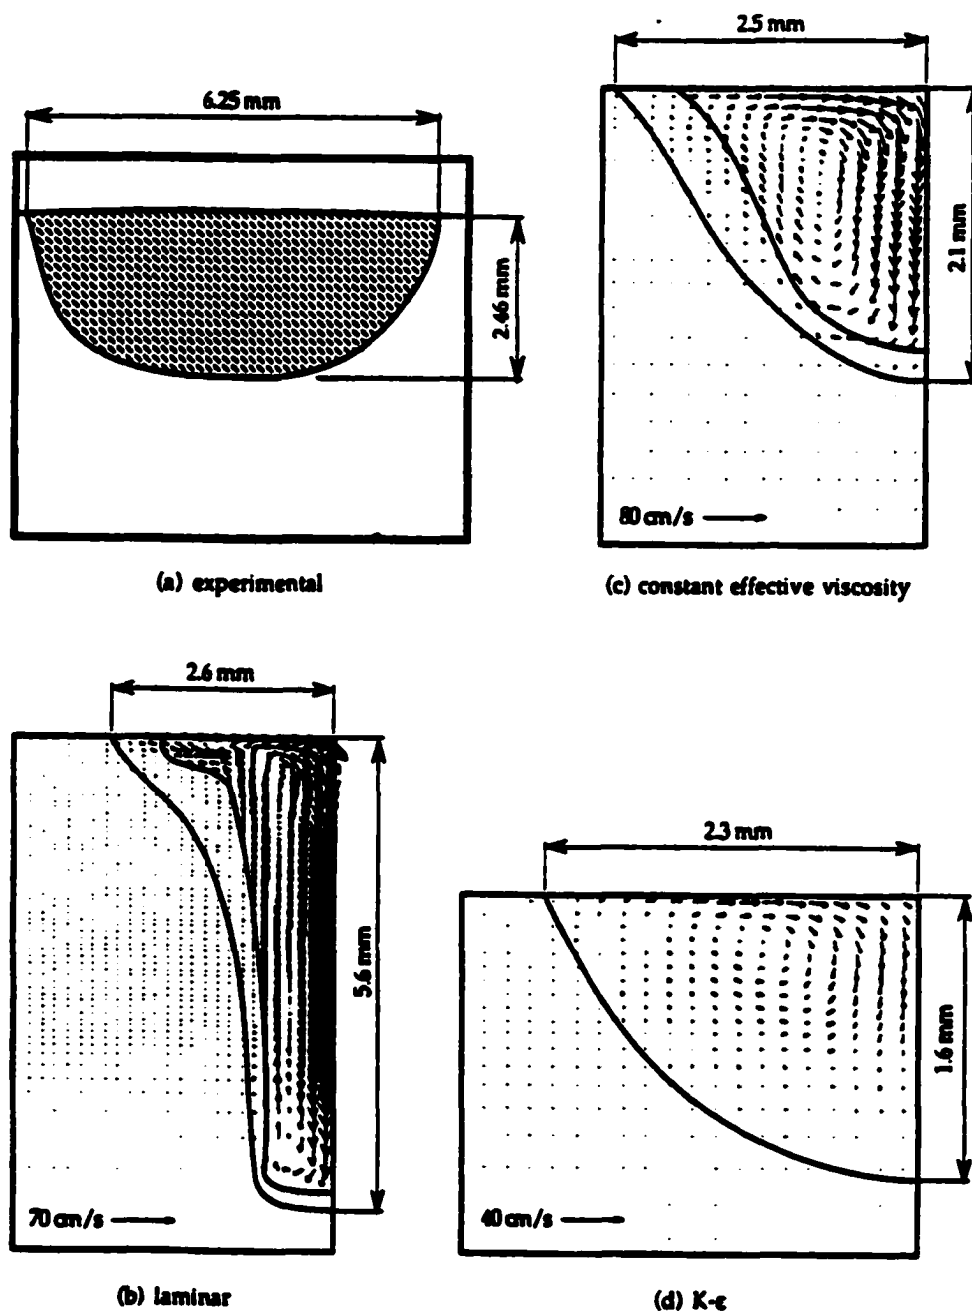 6.25 mm
2.46 mm
(a) experimental
2.5 mm
2.1 mm
80 cm/s
(c) constant effective viscosity
2.6 mm
5.6 mm
70 cm/s
(b) laminar
2.3 mm
1.6 mm
40 cm/s
(d) K-ε